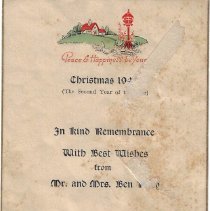 Peace & Happiness be Your
Christmas 19
(The Second Year of
In Kind Remembrance
With Best Wishes
from
Mr. and Mrs. Ben